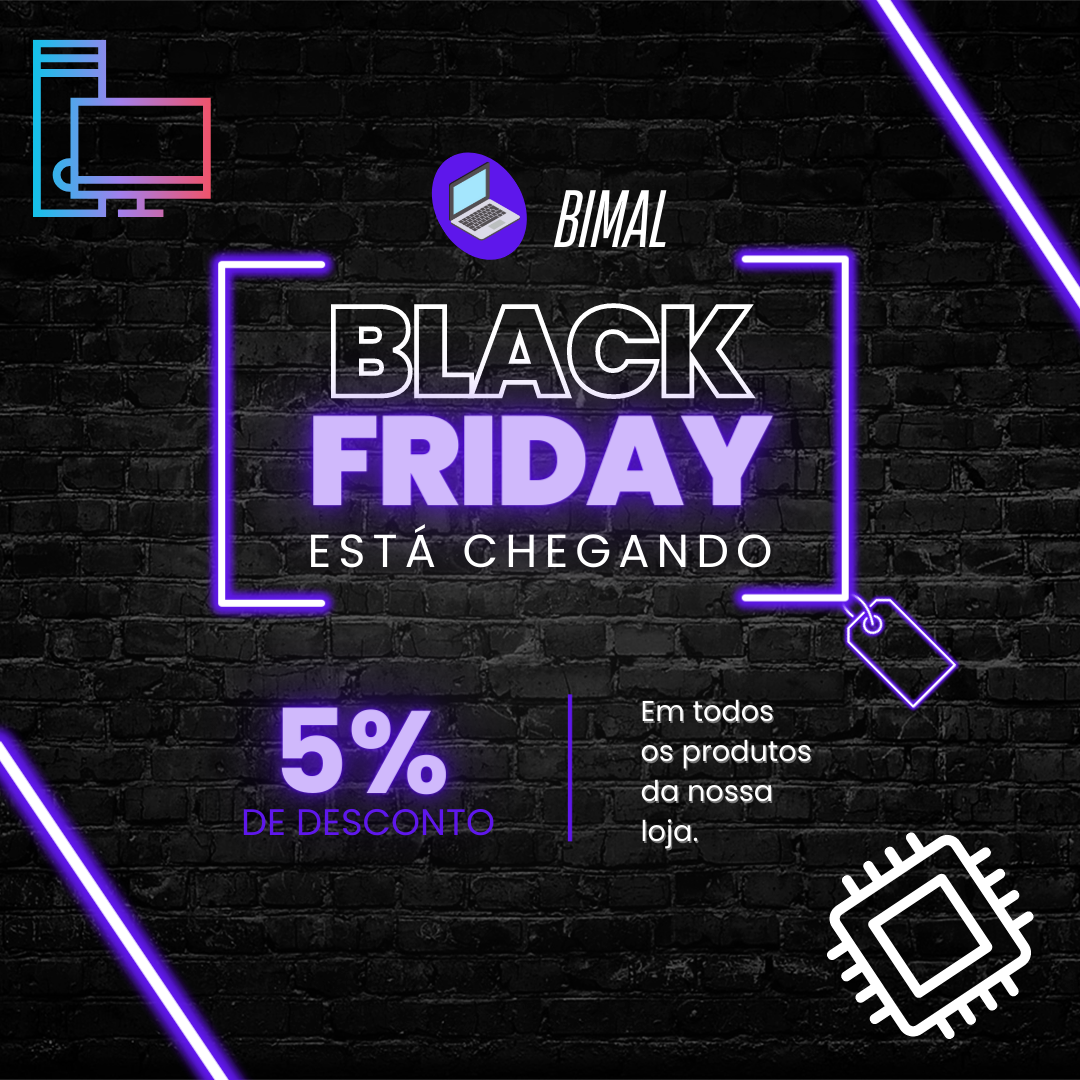 BIMAL
BLACK
FRIDAY
ESTÁ CHEGANDO
5%
DE DESCONTO
Em todos
os produtos
da nossa
loja.